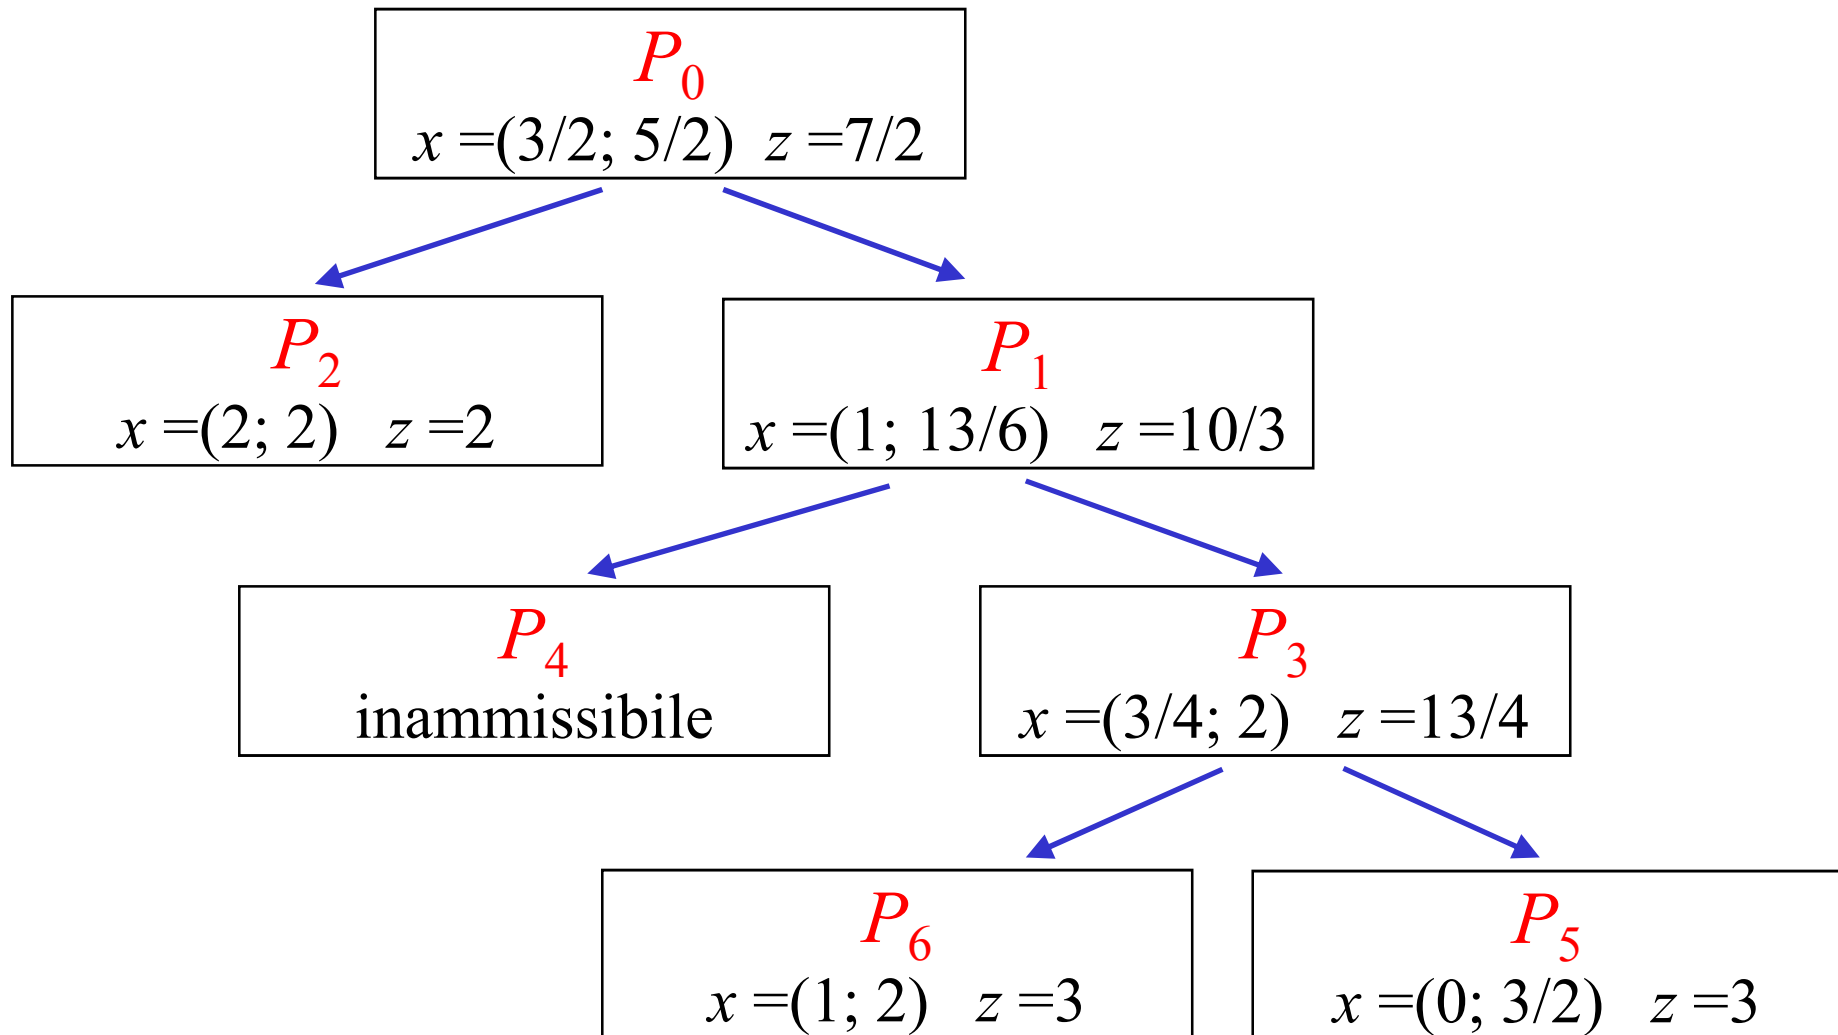 P0
x =(3/2; 5/2) z =7/2
P2
x =(2; 2) z =2
P1
x =(1; 13/6) z =10/3
P4
inammissibile
P3
x =(3/4; 2) z =13/4
P6
x =(1; 2) z =3
P5
x =(0; 3/2) z =3